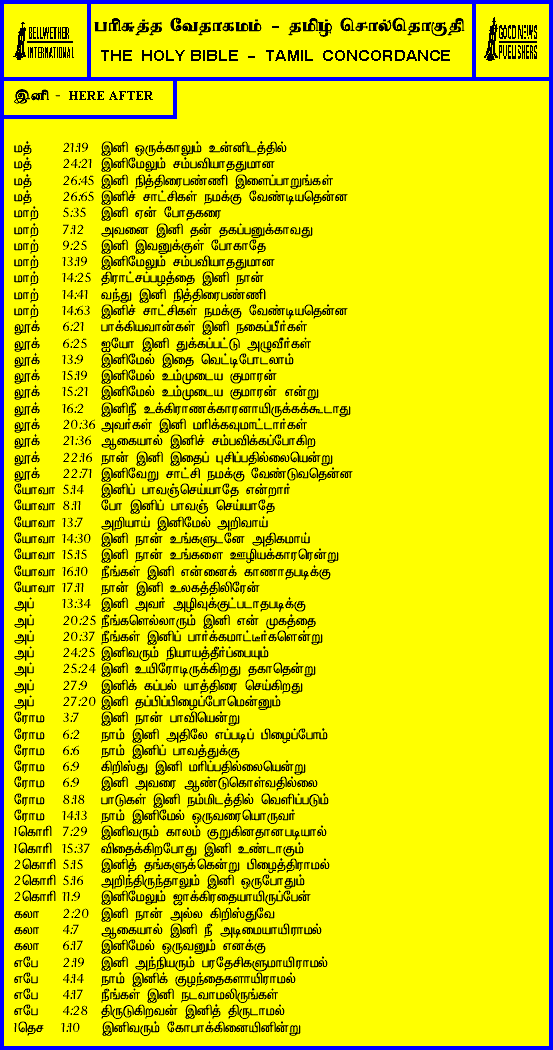 BELLWETHER
INTERNATIONAL
பரிசுத்த வேதாகமம் - தமிழ் சொல்தொகுதி
THE HOLY BIBLE - TAMIL CONCORDANCE
GOOD NEWS
PUBLISHERS
இனி - HERE AFTER
மத் 21:19 இனி ஒருக்காலும் உன்னிடத்தில்
மத் 24:21 இனிமேலும் சம்பவியாததுமான
மத் 26:45 இனி நித்திரைபண்ணி இளைப்பாறுங்கள்
மத் 26:65 இனிச் சாட்சிகள் நமக்கு வேண்டியதென்ன
மாற் 5:35 இனி ஏன் போதகரை
மாற் 7:12 அவனை இனி தன் தகப்பனுக்காவது
மாற் 9:25 இனி இவனுக்குள் போகாதே
மாற் 13:19 இனிமேலும் சம்பவியாததுமான
மாற் 14:25 திராட்சப்பழத்தை இனி நான்
மாற் 14:41 வந்து இனி நித்திரைபண்ணி
மாற் 14:63 இனிச் சாட்சிகள் நமக்கு வேண்டியதென்ன
லூக் 6:21 பாக்கியவான்கள் இனி நகைப்பீர்கள்
லூக் 6:25 ஐயோ இனி துக்கப்பட்டு அழுவீர்கள்
லூக் 13:9 இனிமேல் இதை வெட்டிபோடலாம்
லூக் 15:19 இனிமேல் உம்முடைய குமாரன்
லூக் 15:21 இனிமேல் உம்முடைய குமாரன் என்று
லூக் 16:2 இனிநீ உக்கிராணக்காரனாயிருக்கக்கூடாது
லூக் 20:36 அவர்கள் இனி மரிக்கவுமாட்டார்கள்
லூக் 21:36 ஆகையால் இனிச் சம்பவிக்கப்போகிற
லூக் 22:16 நான் இனி இதைப் புசிப்பதில்லையென்று
லூக் 22:71 இனிவேறு சாட்சி நமக்கு வேண்டுவதென்ன
யோவா 5:14 இனிப் பாவஞ்செய்யாதே என்றார்
யோவா 8:11 போ இனிப் பாவஞ் செய்யாதே
யோவா 13:7 அறியாய் இனிமேல் அறிவாய்
யோவா 14:30 இனி நான் உங்களுடனே அதிகமாய்
யோவா 15:15 இனி நான் உங்களை ஊழியக்காரரென்று
யோவா 16:10 நீங்கள் இனி என்னைக் காணாதபடிக்கு
யோவா 17:11 நான் இனி உலகத்திலிரேன்
அப் 13:34 இனி அவர் அழிவுக்குட்படாதபடிக்கு
அப் 20:25 நீங்களெல்லாரும் இனி என் முகத்தை
அப் 20:37 நீங்கள் இனிப் பார்க்கமாட்டீர்களென்று
அப் 24:25 இனிவரும் நியாயத்தீர்ப்பையும்
அப் 25:24 இனி உயிரோடிருக்கிறது தகாதென்று
அப் 27:9 இனிக் கப்பல் யாத்திரை செய்கிறது
அப் 27:20 இனி தப்பிப்பிழைப்போமென்னும்
ரோம 3:7 இனி நான் பாவியென்று
ரோம 6:2 நாம் இனி அதிலே எப்படிப் பிழைப்போம்
ரோம 6:6 நாம் இனிப் பாவத்துக்கு
ரோம 6:9 கிறிஸ்து இனி மரிப்பதில்லையென்று
ரோம 6:9 இனி அவரை ஆண்டுகொள்வதில்லை
ரோம 8:18 பாடுகள் இனி நம்மிடத்தில் வெளிப்படும்
ரோம 14:13 நாம் இனிமேல் ஒருவரையொருவர்
1கொரி 7:29 இனிவரும் காலம் குறுகினதானபடியால்
1கொரி 15:37 விதைக்கிறபோது இனி உண்டாகும்
2கொரி 5:15 இனித் தங்களுக்கென்று பிழைத்திராமல்
2கொரி 5:16 அறிந்திருந்தாலும் இனி ஒருபோதும்
2கொரி 11:9 இனிமேலும் ஜாக்கிரதையாயிருப்பேன்
கலா 2:20 இனி நான் அல்ல கிறிஸ்துவே
கலா 4:7 ஆகையால் இனி நீ அடிமையாயிராமல்
கலா 6:17 இனிமேல் ஒருவனும் எனக்கு
எபே 2:19 இனி அந்நியரும் பரதேசிகளுமாயிராமல்
எபே 4:14 நாம் இனிக் குழந்தைகளாயிராமல்
எபே 4:17 நீங்கள் இனி நடவாமலிருங்கள்
எபே 4:28 திருடுகிறவன் இனித் திருடாமல்
1தெச 1:10 இனிவரும் கோபாக்கினையினின்று